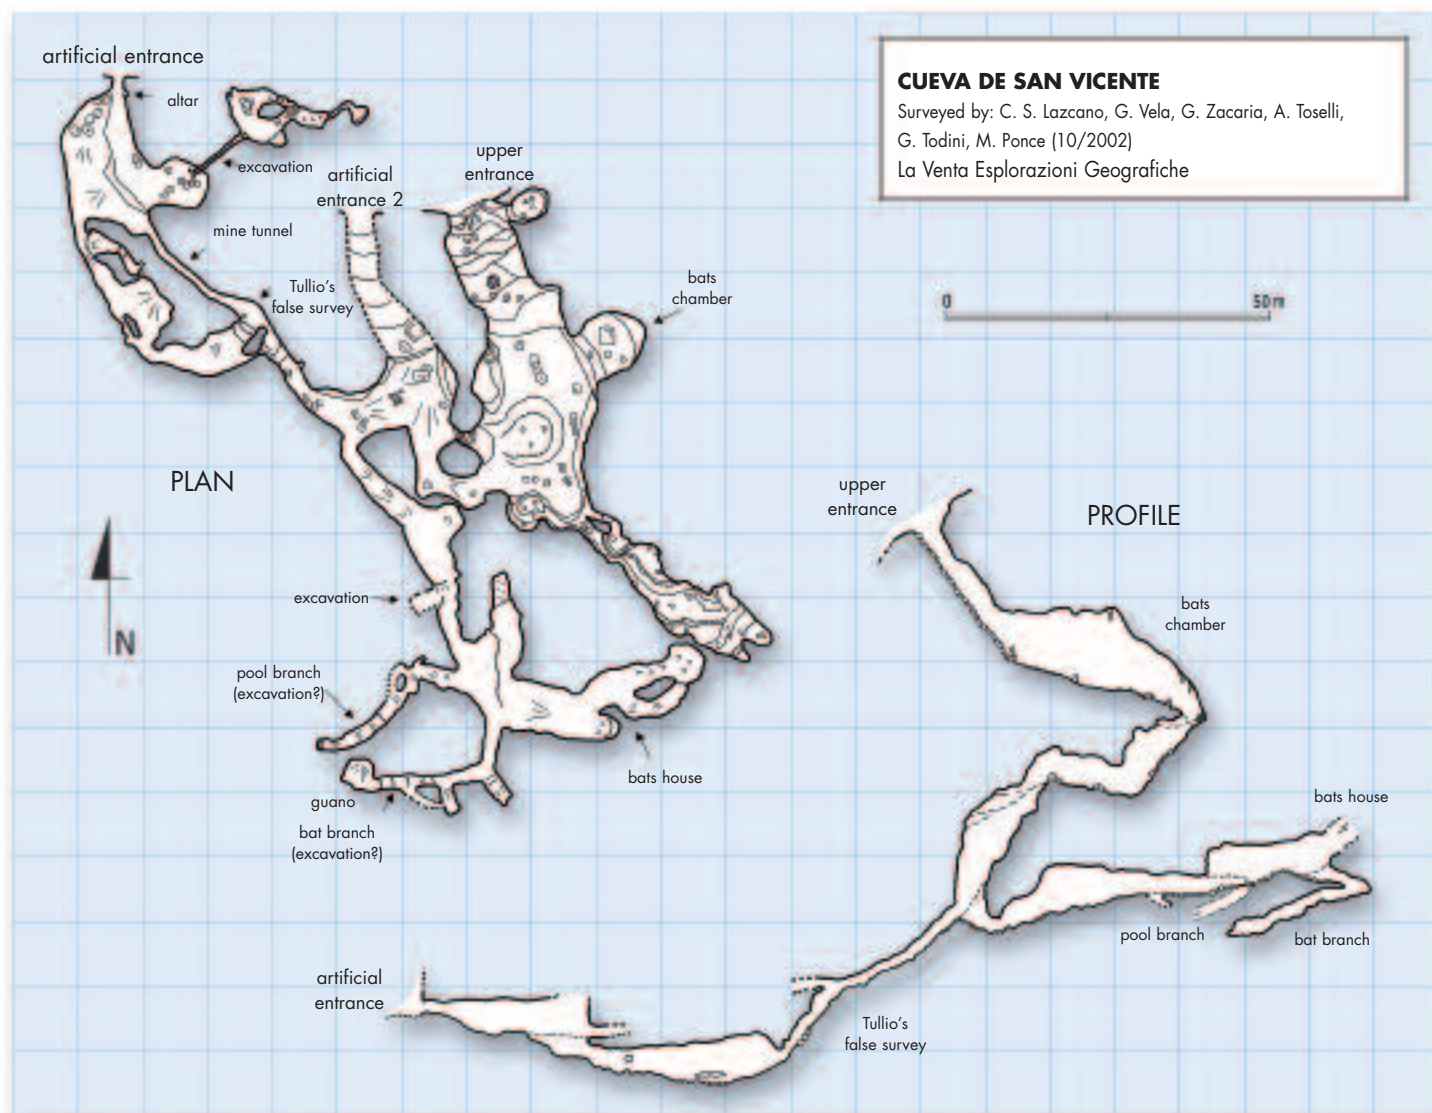 artificial entrance
altar
excavation
artificial
entrance 2
upper
entrance
mine tunnel
Tullio's
false survey
bats
chamber
CUEVA DE SAN VICENTE
Surveyed by: C. S. Lazcano, G. Vela, G. Zacaria, A. Toselli,
G. Todini, M. Ponce (10/2002)
La Venta Esplorazioni Geografiche
0
50 m
PLAN
N
excavation
pool branch
(excavation?)
guano
bat branch
(excavation?)
bats house
PROFILE
upper
entrance
bats
chamber
bats house
pool branch
bat branch
artificial
entrance
Tullio's
false survey